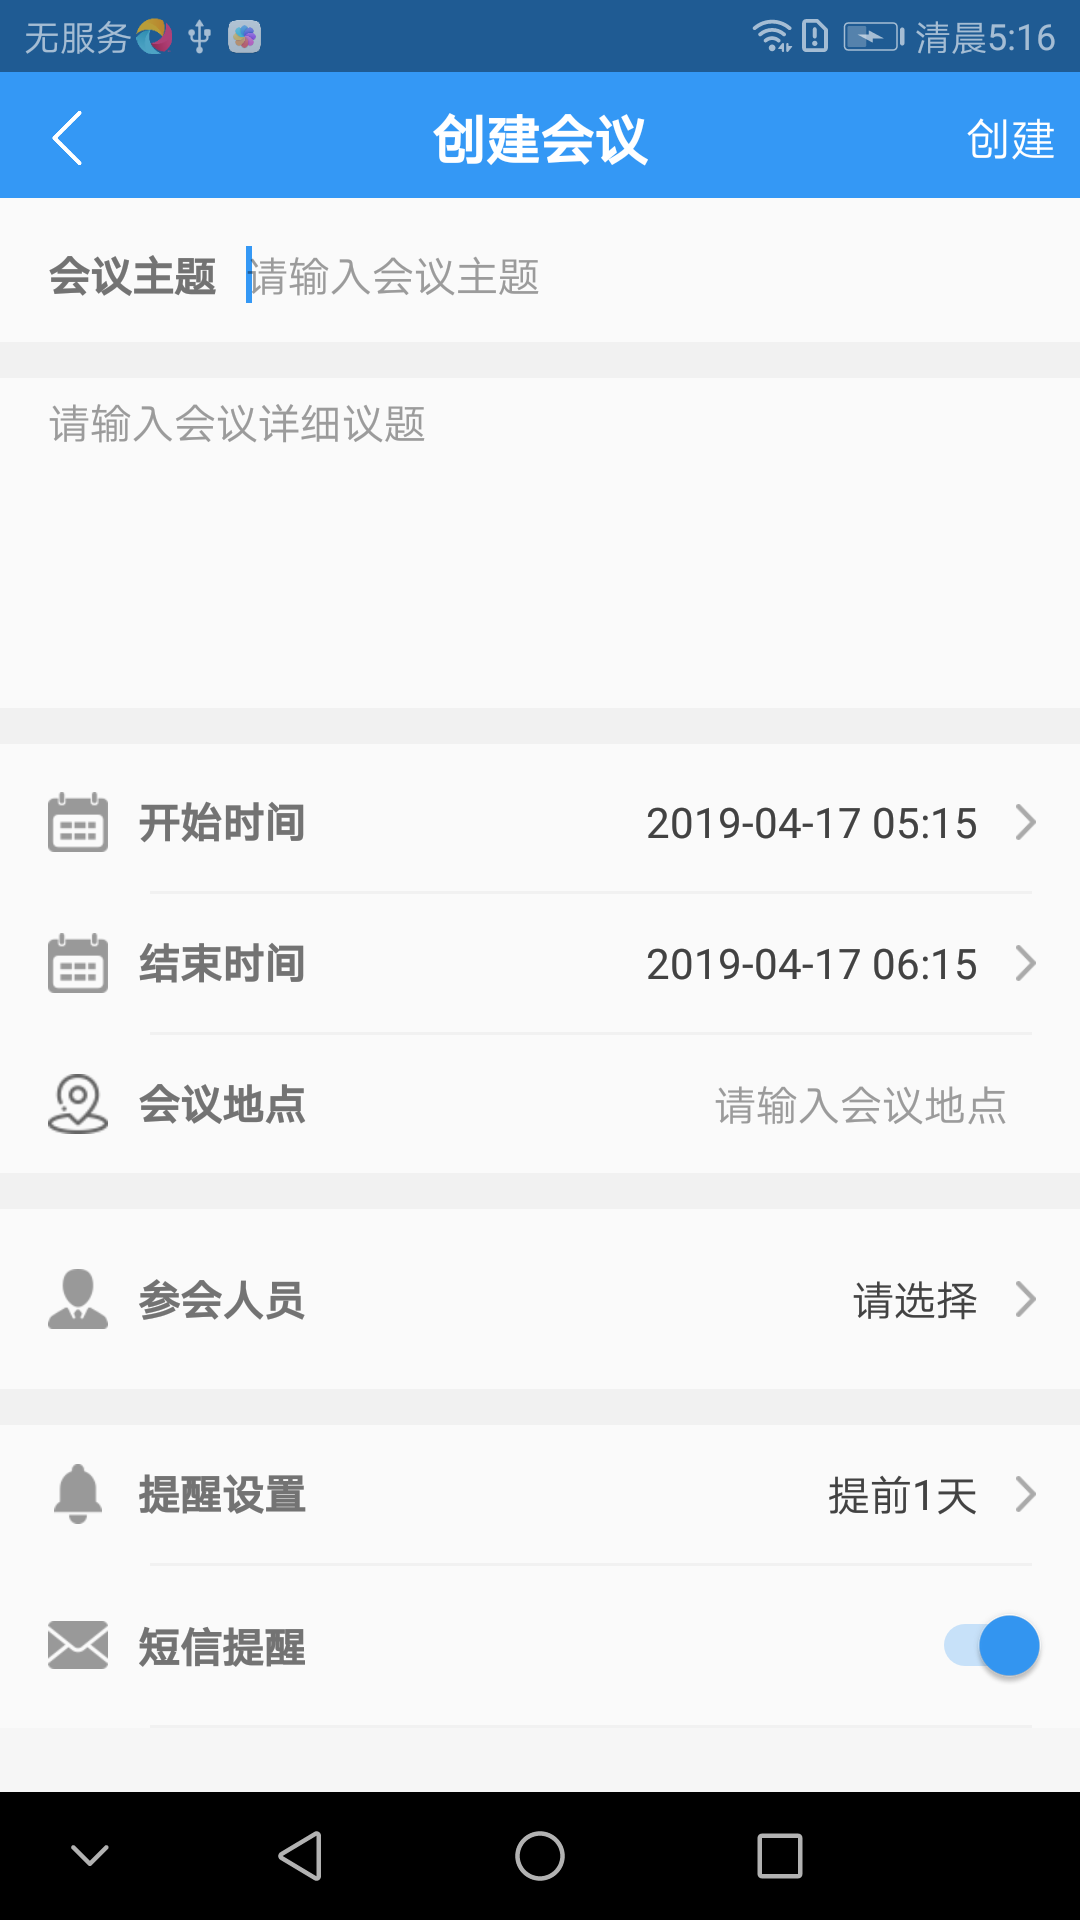 无服务 清晨5:16
创建会议 创建
会议主题 请输入会议主题
请输入会议详细议题
开始时间 2019-04-17 05:15
结束时间 2019-04-17 06:15
会议地点 请输入会议地点
参会人员 请选择
提醒设置 提前1天
短信提醒